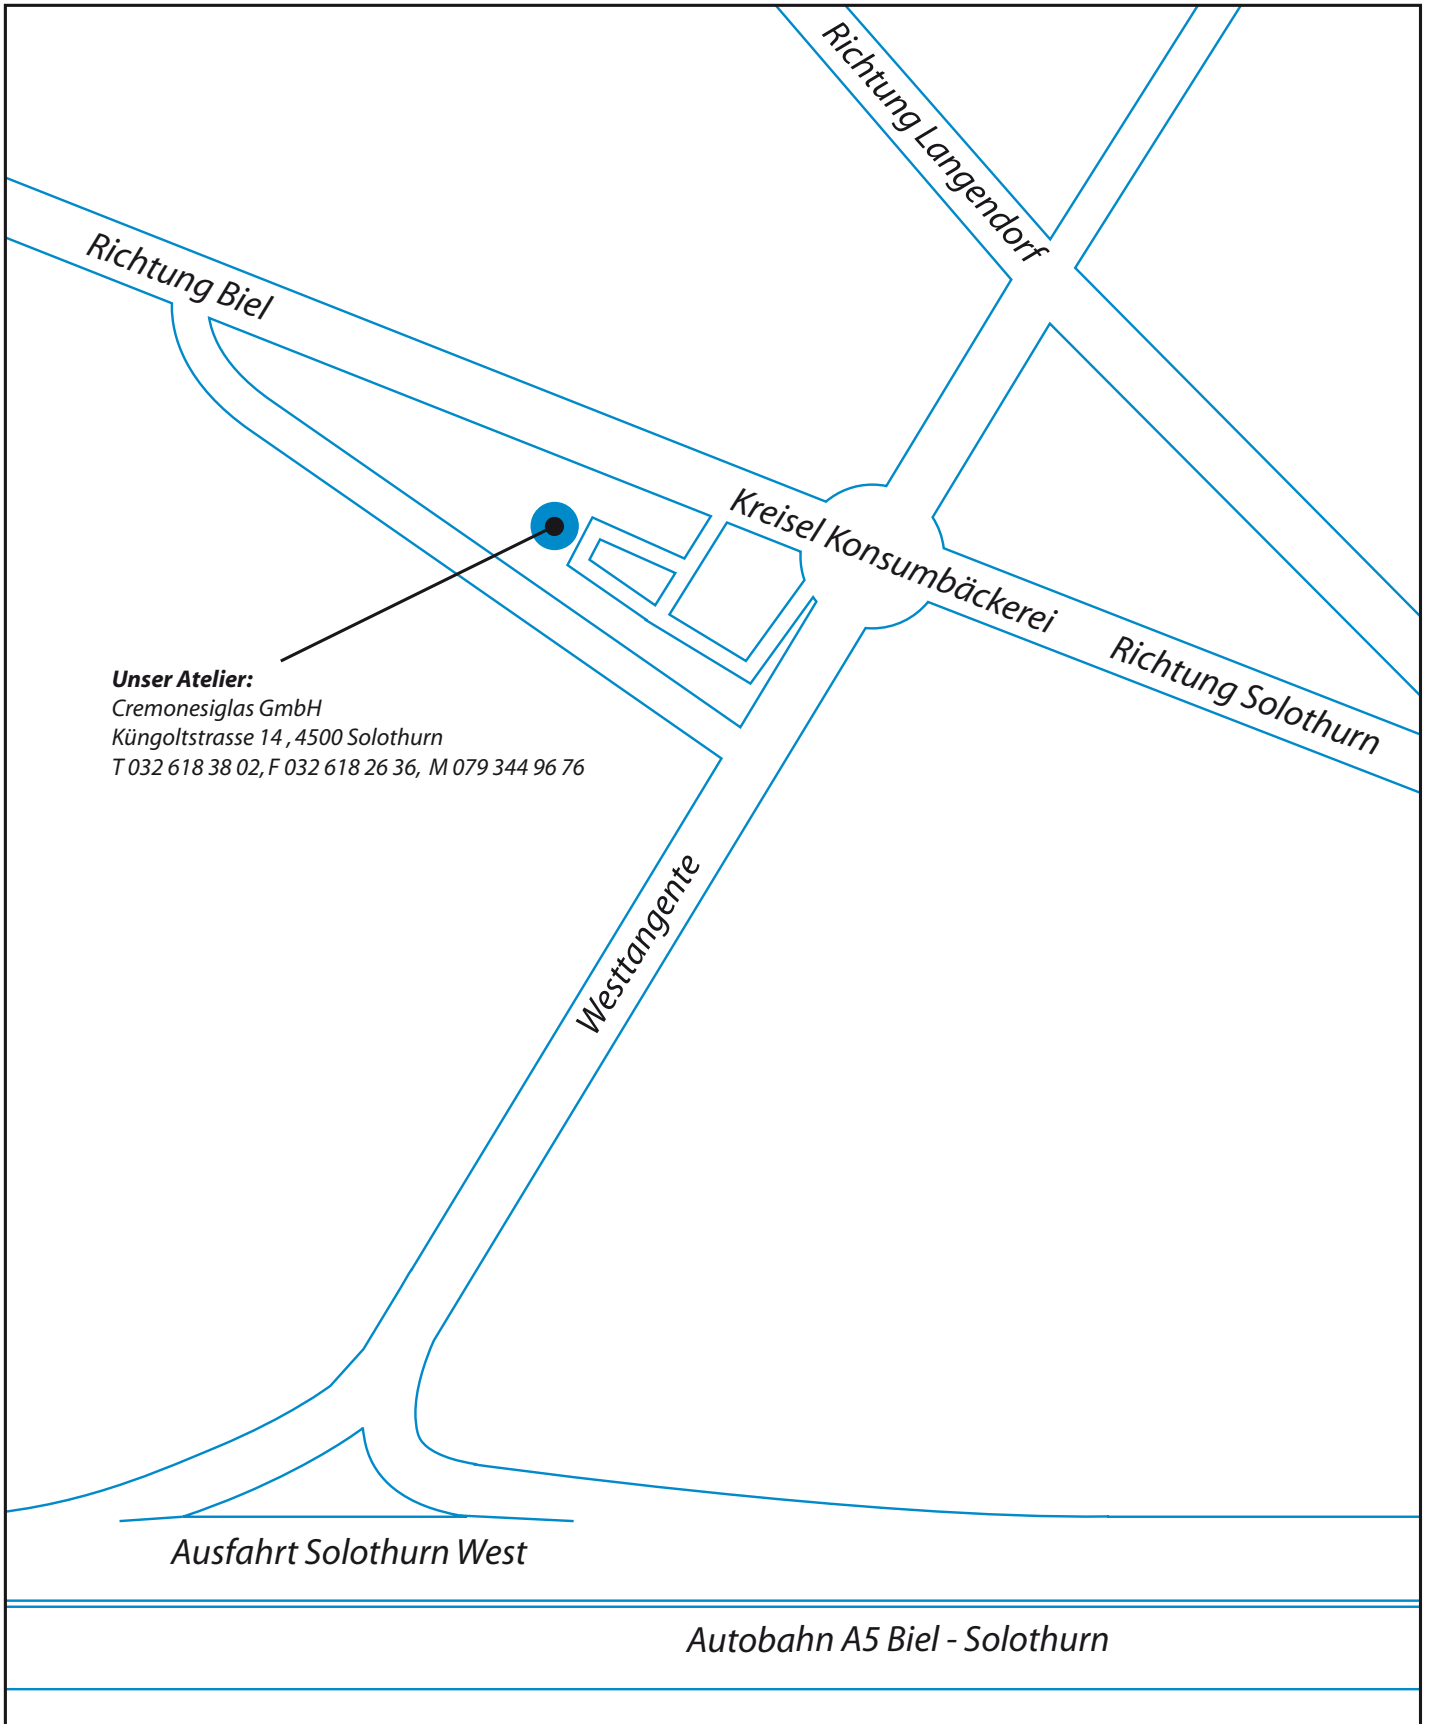 Richtung Langendorf
Richtung Biel
Kreisel Konsumbäckerei
Richtung Solothurn
Unser Atelier:
Cremonesiglas GmbH
Küngoltstrasse 14 , 4500 Solothurn
T 032 618 38 02, F 032 618 26 36, M 079 344 96 76
Westtangente
Ausfahrt Solothurn West
Autobahn A5 Biel - Solothurn